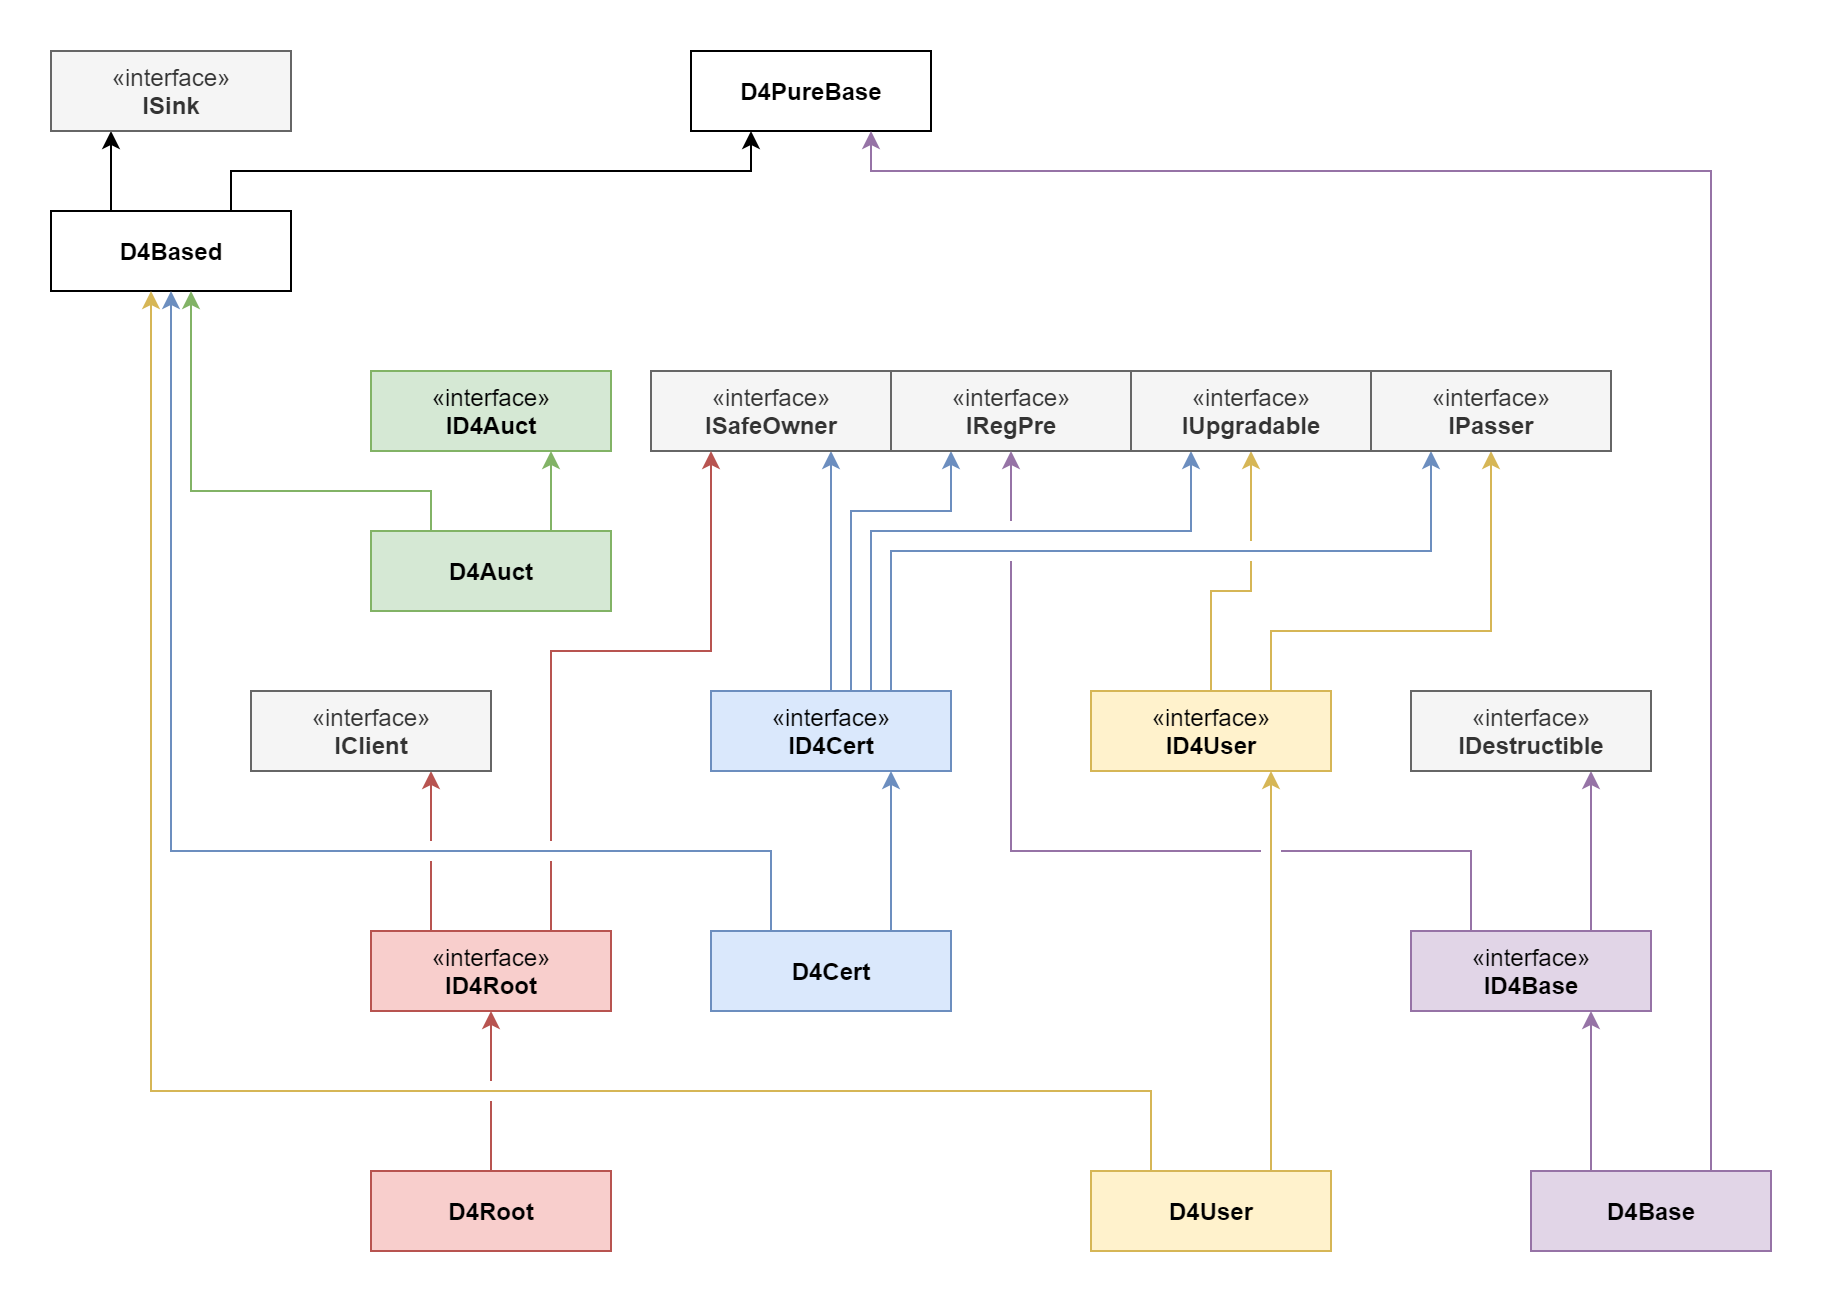 «interface»
ISink
D4PureBase
D4Based
«interface»
ID4Auct
«interface»
ISafeOwner
«interface»
IRegPre
«interface»
IUpgradable
«interface»
IPasser
D4Auct
«interface»
IClient
«interface»
ID4Cert
«interface»
ID4User
«interface»
IDestructible
«interface»
ID4Root
D4Cert
«interface»
ID4Base
D4Root
D4User
D4Base